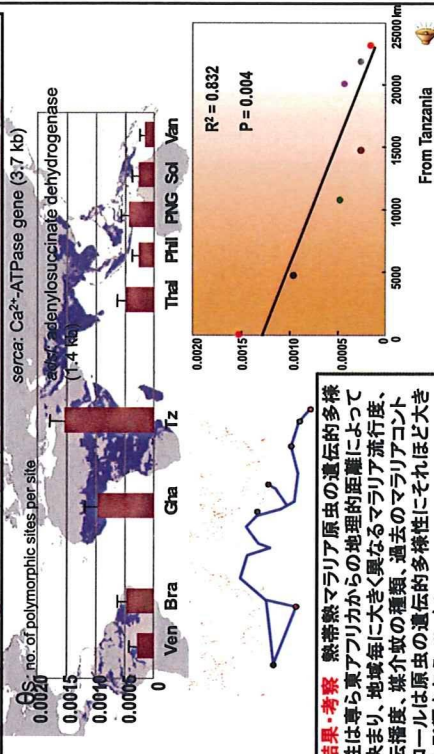 serca: Ca²⁺-ATPase gene (3.7 kb)
adsl: adenylosuccinate dehydrogenase
(1.4 kb)
θS: no. of polymorphic sites per site
0.0020
0.0015
0.0010
0.0005
0
Ven Bra Gha Tz Thai Phil PNG Sol Van
0.0020
0.0015
0.0010
0.0005
0
R² = 0.832
P = 0.004
0 5000 10000 15000 20000 25000 km
From Tanzania
結果・考察 熱帯熱マラリア原虫の遺伝的多様
性は専ら東アフリカからの地理的距離によって
決まり、地域毎に大きく異なるマラリア流行度、
伝播度、媒介蚊の種類、過去のマラリアコント
ロールは原虫の遺伝的多様性にそれほど大き